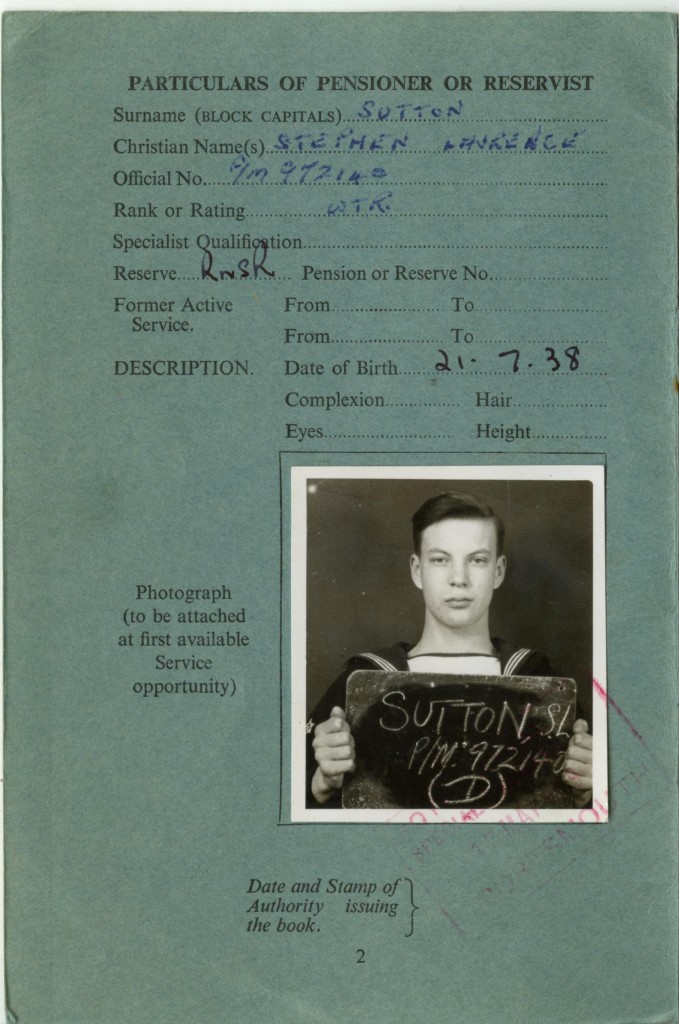 PARTICULARS OF PENSIONER OR RESERVIST
Surname (BLOCK CAPITALS) SUTTON
Christian Name(s) STEPHEN LAWRENCE
Official No. P/M 972140
Rank or Rating WTR.
Specialist Qualification
Reserve RNSR Pension or Reserve No.
Former Active Service. From To
From To
DESCRIPTION. Date of Birth 21. 7. 38
Complexion Hair
Eyes Height
Photograph
(to be attached
at first available
Service
opportunity)
SUTTON, SL
P/M. 972140
(D)
MAR
PORTSMOUTH
Date and Stamp of
Authority issuing
the book.
2